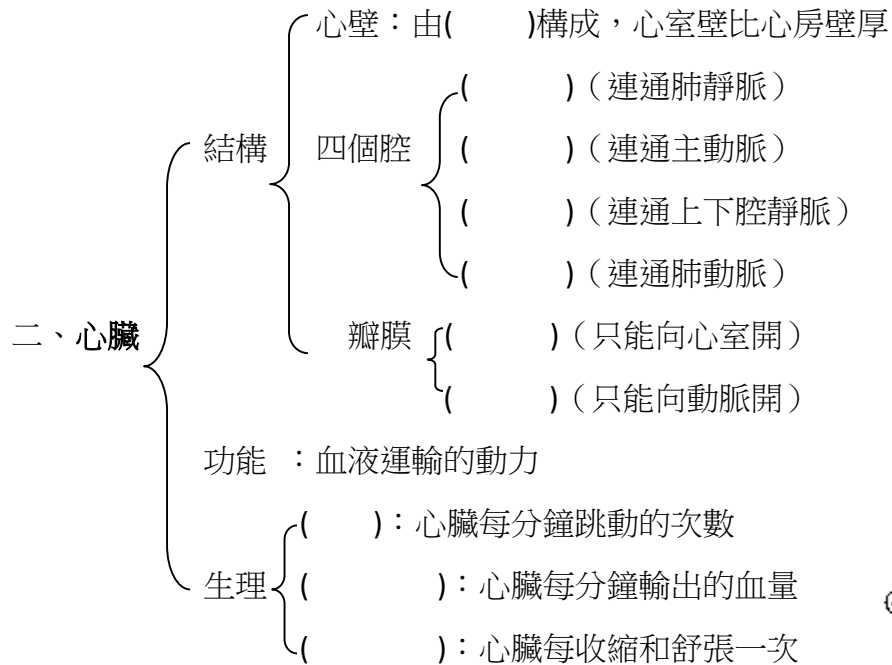 心壁：由(　　)構成，心室壁比心房壁厚
(　　)（連通肺靜脈）
結構 四個腔 (　　)（連通主動脈）
(　　)（連通上下腔靜脈）
(　　)（連通肺動脈）
二、心臟 瓣膜 (　　)（只能向心室開）
(　　)（只能向動脈開）
功能 ：血液運輸的動力
(　　)：心臟每分鐘跳動的次數
生理 (　　)：心臟每分鐘輸出的血量
(　　)：心臟每收縮和舒張一次